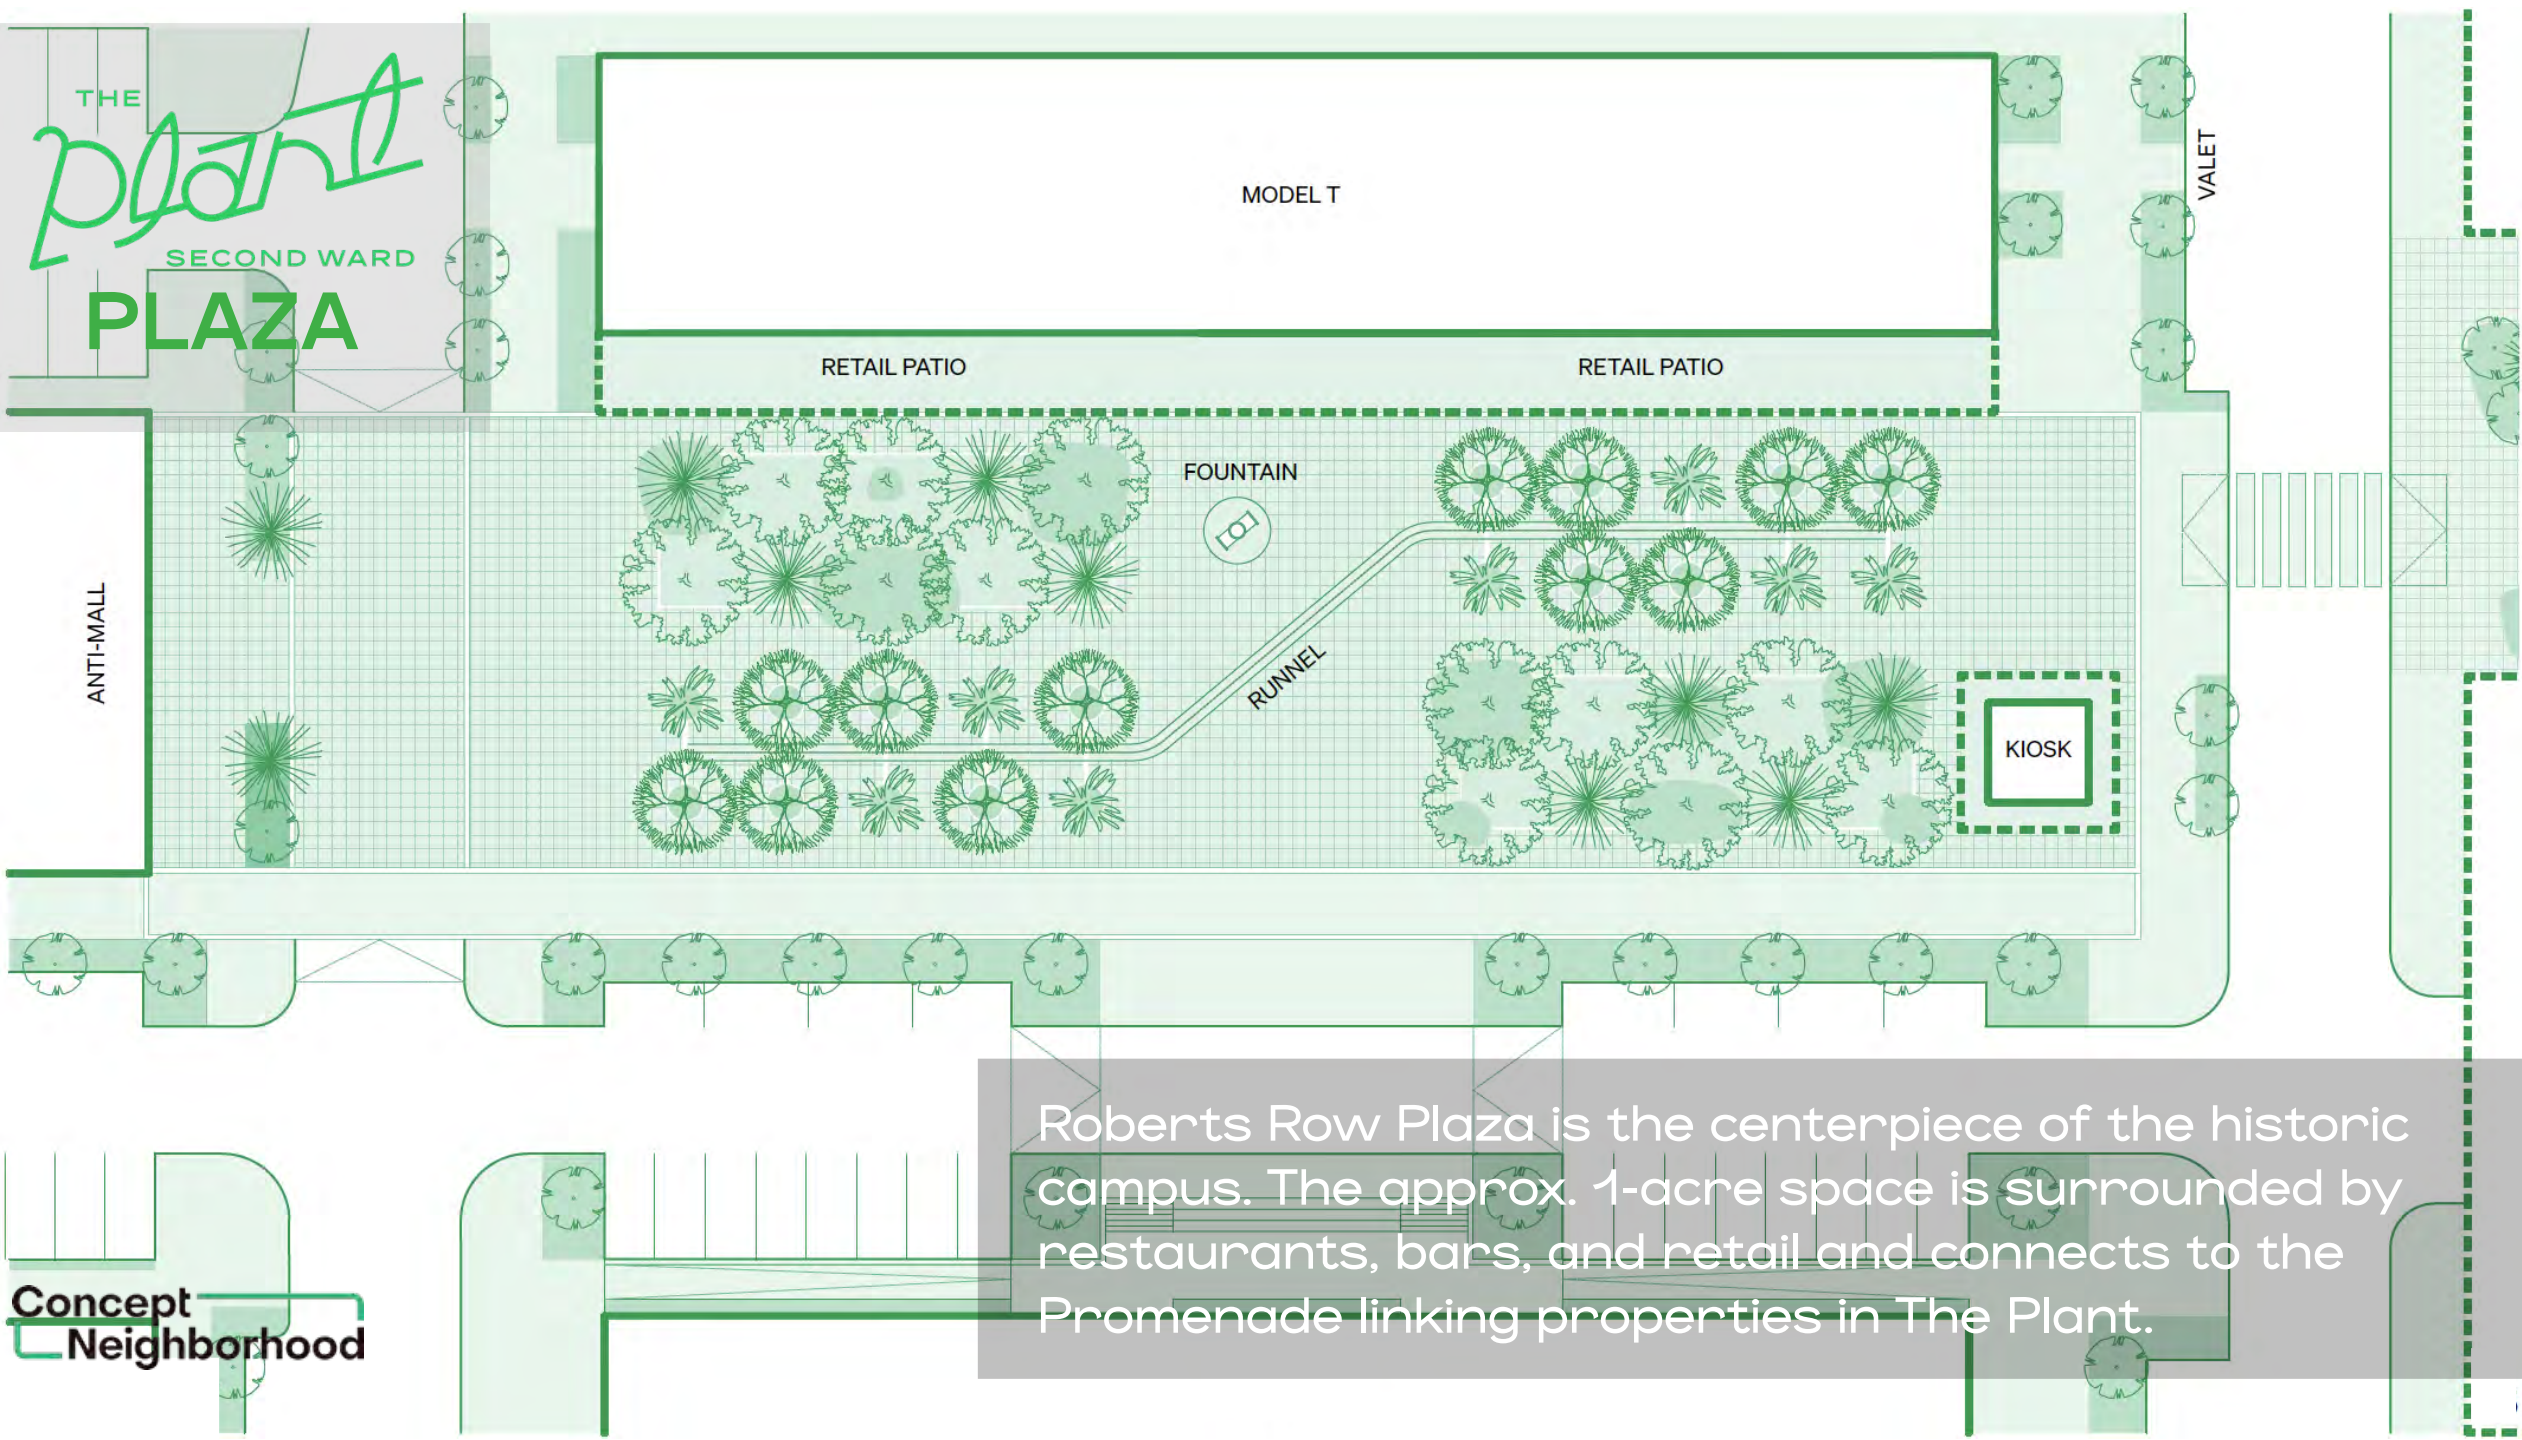 THE
plant
SECOND WARD
PLAZA
MODEL T
VALET
RETAIL PATIO
RETAIL PATIO
FOUNTAIN
ANTI-MALL
RUNNEL
KIOSK
Roberts Row Plaza is the centerpiece of the historic
campus. The approx. 1-acre space is surrounded by
restaurants, bars, and retail and connects to the
Promenade linking properties in The Plant.
Concept
Neighborhood